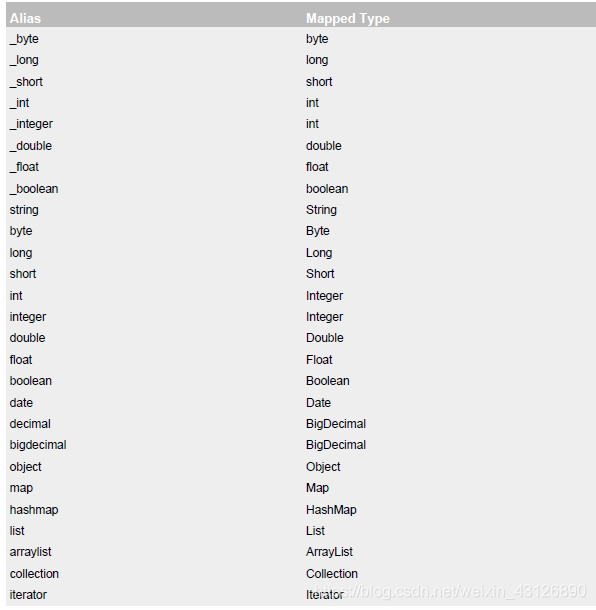 Alias Mapped Type
_byte byte
_long long
_short short
_int int
_integer int
_double double
_float float
_boolean boolean
string String
byte Byte
long Long
short Short
int Integer
integer Integer
double Double
float Float
boolean Boolean
date Date
decimal BigDecimal
bigdecimal BigDecimal
object Object
map Map
hashmap HashMap
list List
arraylist ArrayList
collection Collection
iterator Iterator
https://blog.csdn.net/weixin_43126890